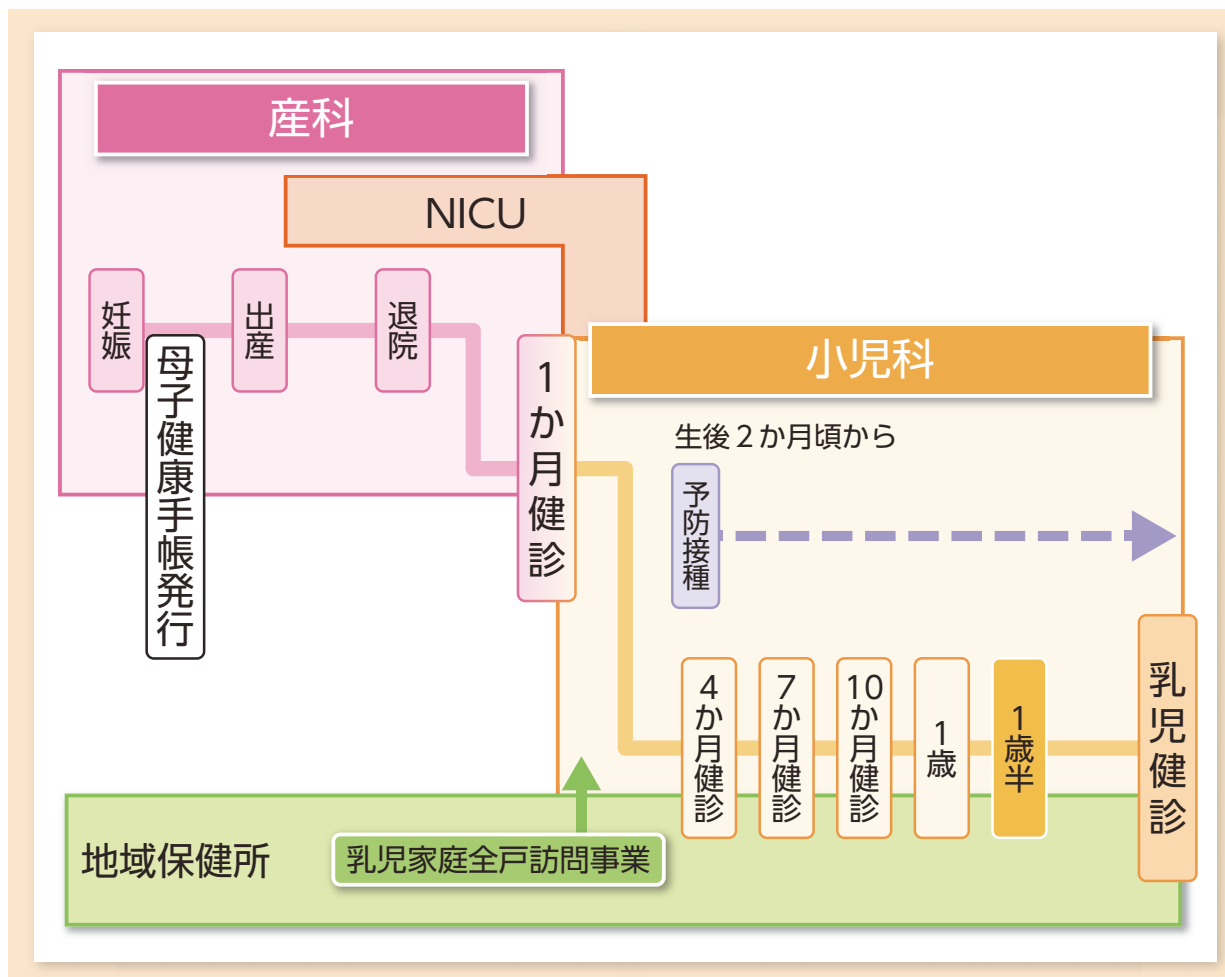 産科
NICU
妊娠
母子健康手帳発行
出産
退院
1か月健診
小児科
生後2か月頃から
予防接種
4か月健診
7か月健診
10か月健診
1歳
1歳半
乳児健診
地域保健所
乳児家庭全戸訪問事業